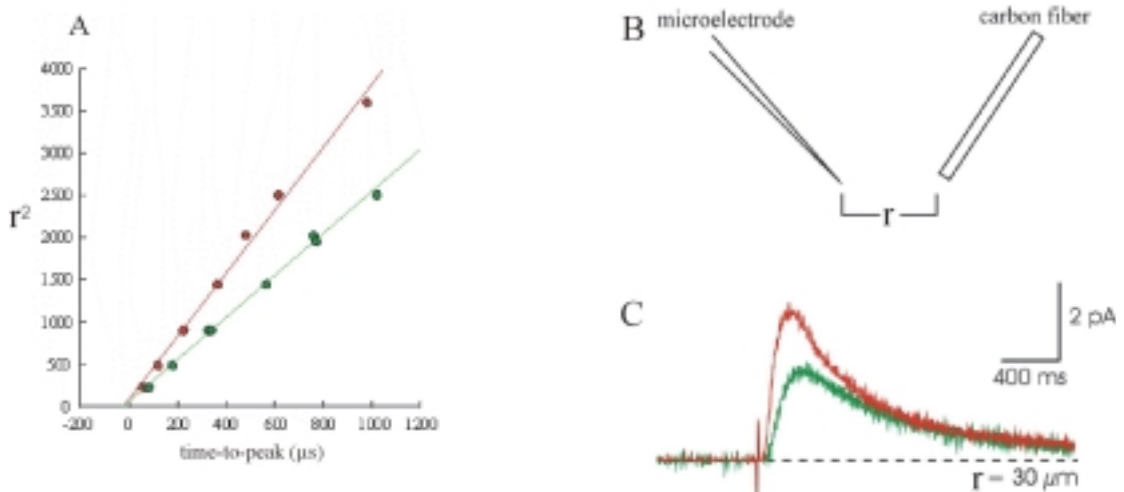 A
4000
3500
3000
2500
r²
2000
1500
1000
500
0
-200 0 200 400 600 800 1000 1200
time-to-peak (µs)
B
microelectrode
carbon fiber
r
C
2 pA
400 ms
r = 30 µm